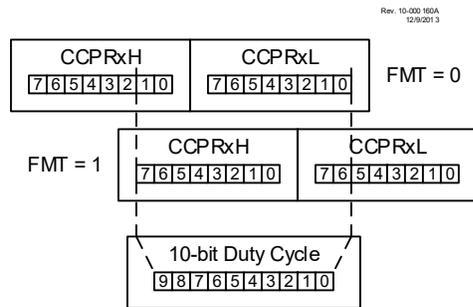 Rev. 10-000 160A
12/9/201 3
CCPRxH CCPRxL
7 6 5 4 3 2 1 0 7 6 5 4 3 2 1 0 FMT = 0
CCPRxH CCPRxL
FMT = 1 7 6 5 4 3 2 1 0 7 6 5 4 3 2 1 0
10-bit Duty Cycle
9 8 7 6 5 4 3 2 1 0